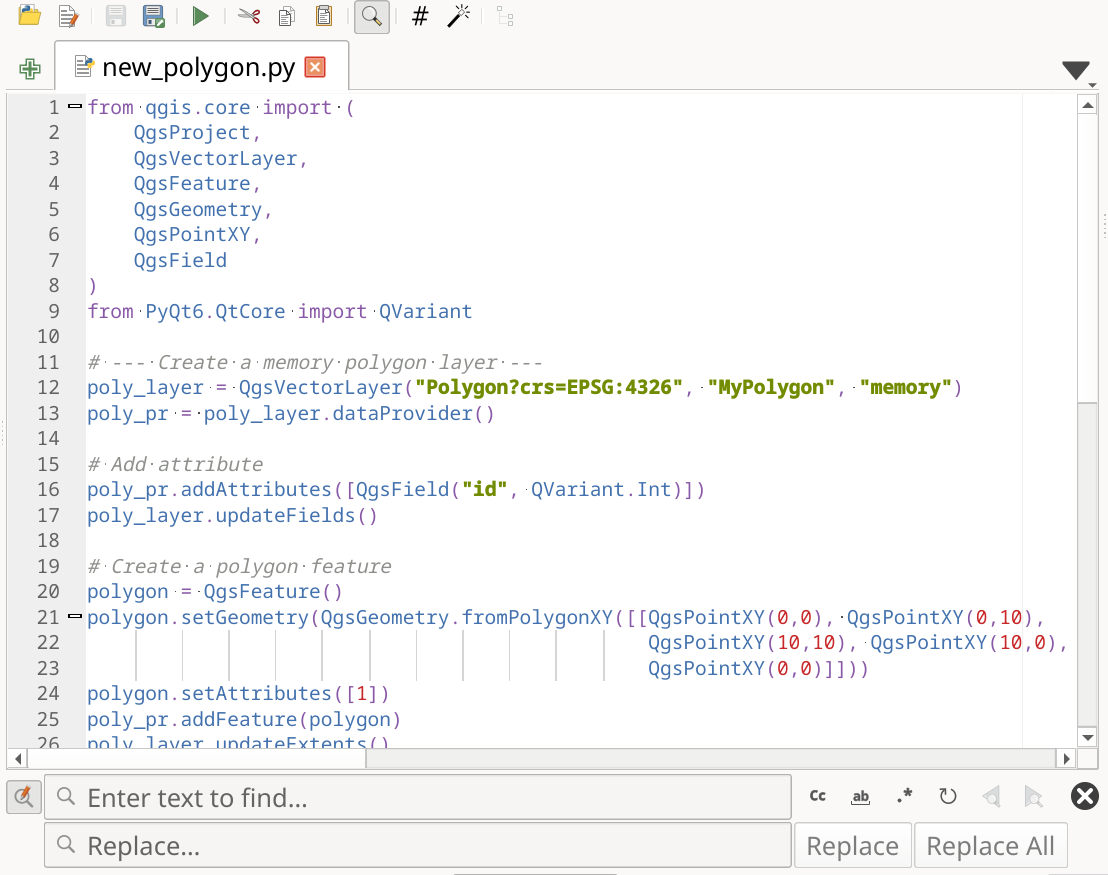 #
new_polygon.py
1 from qgis.core import (
2     QgsProject,
3     QgsVectorLayer,
4     QgsFeature,
5     QgsGeometry,
6     QgsPointXY,
7     QgsField
8 )
9 from PyQt6.QtCore import QVariant
10
11 # --- Create a memory polygon layer ---
12 poly_layer = QgsVectorLayer("Polygon?crs=EPSG:4326", "MyPolygon", "memory")
13 poly_pr = poly_layer.dataProvider()
14
15 # Add attribute
16 poly_pr.addAttributes([QgsField("id", QVariant.Int)])
17 poly_layer.updateFields()
18
19 # Create a polygon feature
20 polygon = QgsFeature()
21 polygon.setGeometry(QgsGeometry.fromPolygonXY([[QgsPointXY(0,0), QgsPointXY(0,10),
22                                                 QgsPointXY(10,10), QgsPointXY(10,0),
23                                                 QgsPointXY(0,0)]]))
24 polygon.setAttributes([1])
25 poly_pr.addFeature(polygon)
26 poly_layer.updateExtents()
Enter text to find... Cc ab .*
Replace... Replace Replace All